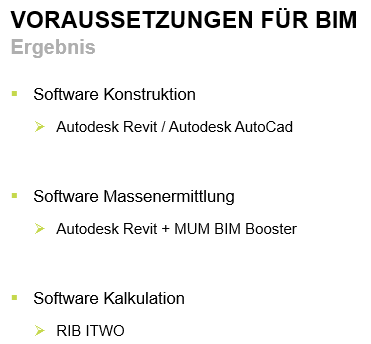 VORAUSSETZUNGEN FÜR BIM
Ergebnis
Software Konstruktion
Autodesk Revit / Autodesk AutoCad
Software Massenermittlung
Autodesk Revit + MUM BIM Booster
Software Kalkulation
RIB ITWO